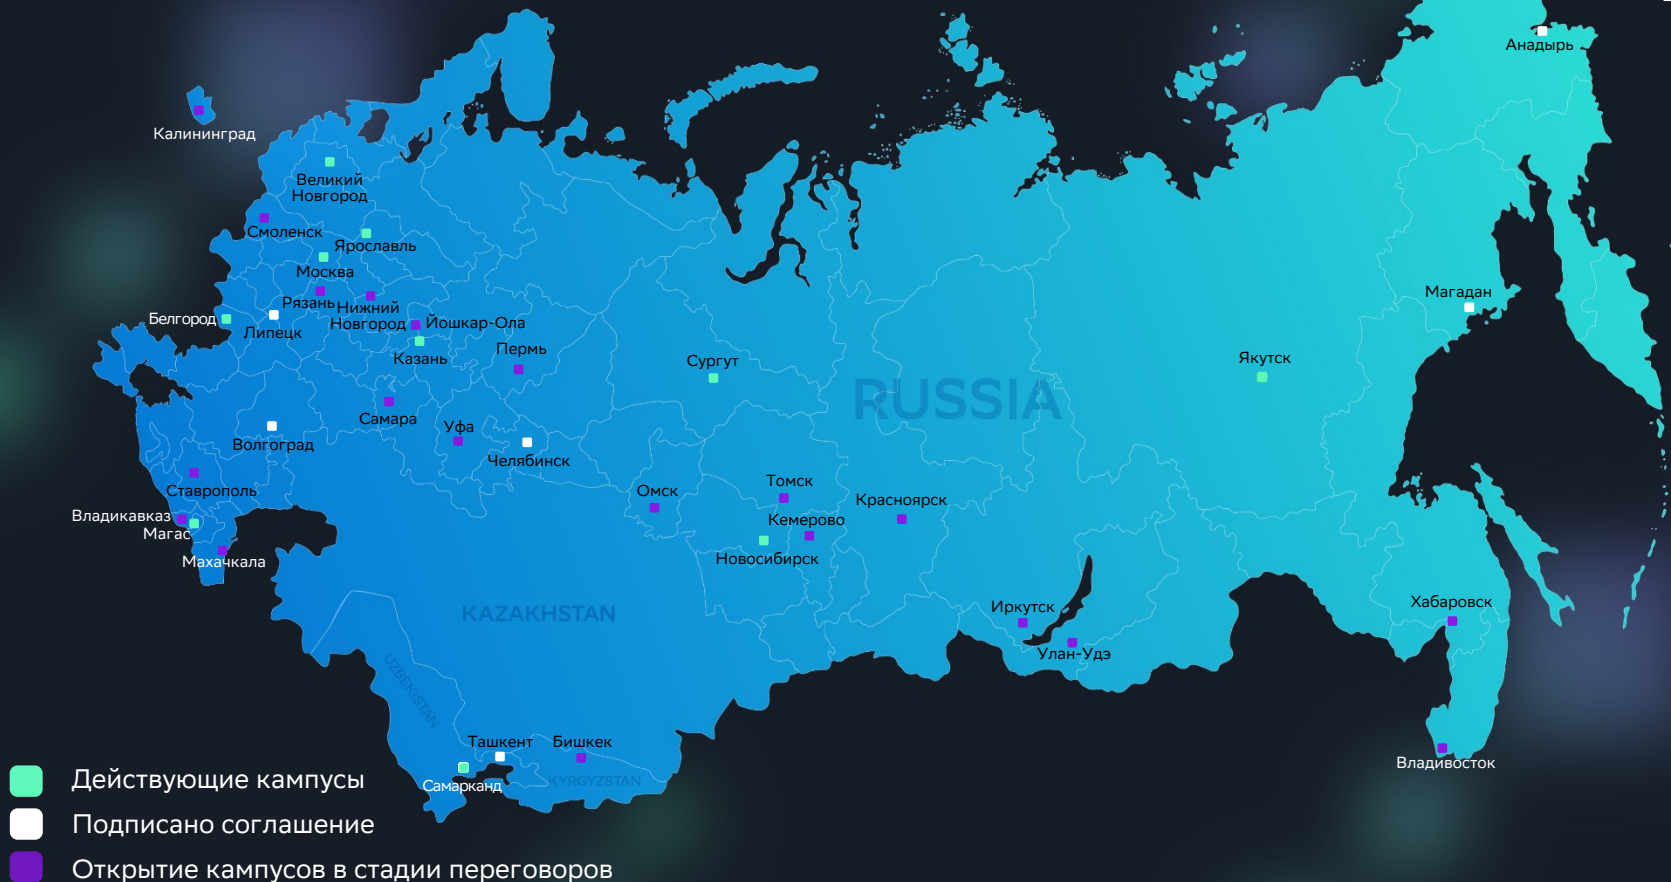 Анадырь
Калининград
Великий
Новгород
Смоленск
Ярославль
Москва
Рязань
Нижний
Новгород
Магадан
Белгород
Липецк
Йошкар-Ола
Казань
Пермь
Сургут
Якутск
RUSSIA
Самара
Уфа
Волгоград
Челябинск
Ставрополь
Омск
Томск
Красноярск
Владикавказ
Магас
Кемерово
Новосибирск
Махачкала
KAZAKHSTAN
Иркутск
Хабаровск
Улан-Удэ
UZBEKISTAN
Ташкент
Бишкек
Владивосток
Самарканд
KYRGYZSTAN
Действующие кампусы
Подписано соглашение
Открытие кампусов в стадии переговоров